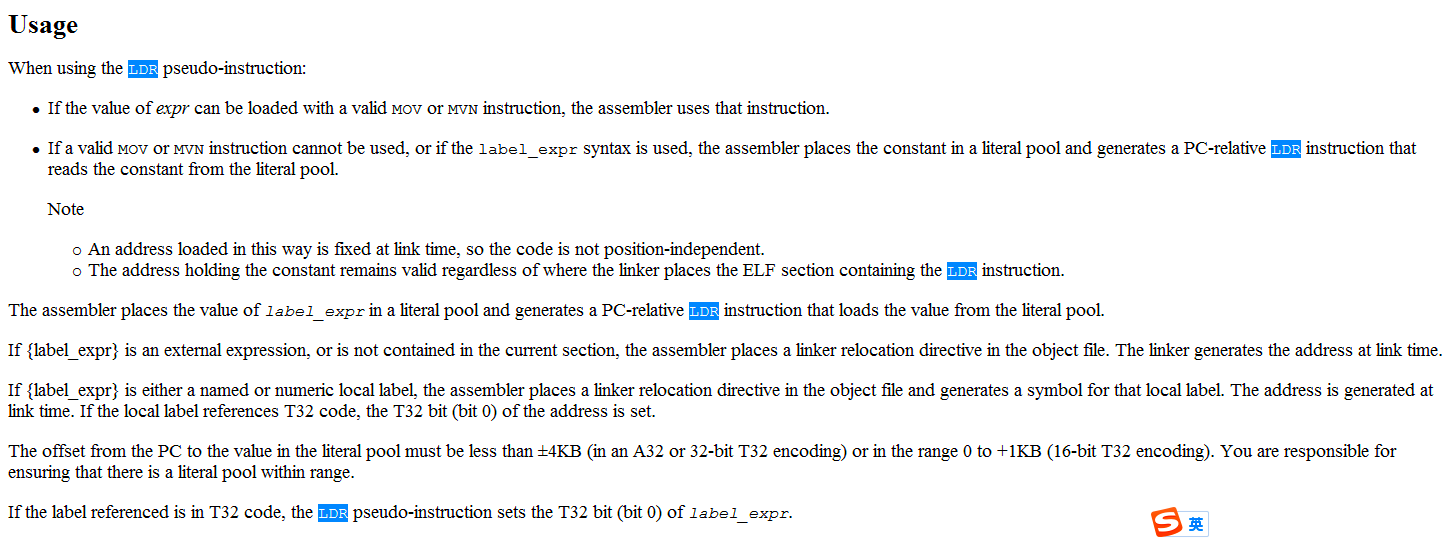 Usage
When using the LDR pseudo-instruction:
• If the value of expr can be loaded with a valid MOV or MVN instruction, the assembler uses that instruction.
• If a valid MOV or MVN instruction cannot be used, or if the label_expr syntax is used, the assembler places the constant in a literal pool and generates a PC-relative LDR instruction that
reads the constant from the literal pool.
Note
○ An address loaded in this way is fixed at link time, so the code is not position-independent.
○ The address holding the constant remains valid regardless of where the linker places the ELF section containing the LDR instruction.
The assembler places the value of label_expr in a literal pool and generates a PC-relative LDR instruction that loads the value from the literal pool.
If {label_expr} is an external expression, or is not contained in the current section, the assembler places a linker relocation directive in the object file. The linker generates the address at link time.
If {label_expr} is either a named or numeric local label, the assembler places a linker relocation directive in the object file and generates a symbol for that local label. The address is generated at
link time. If the local label references T32 code, the T32 bit (bit 0) of the address is set.
The offset from the PC to the value in the literal pool must be less than ±4KB (in an A32 or 32-bit T32 encoding) or in the range 0 to +1KB (16-bit T32 encoding). You are responsible for
ensuring that there is a literal pool within range.
If the label referenced is in T32 code, the LDR pseudo-instruction sets the T32 bit (bit 0) of label_expr.
S 英